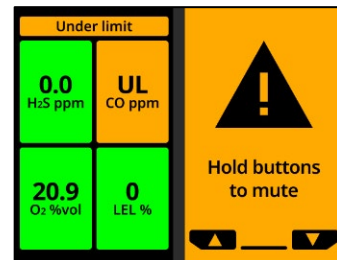 Under limit
0.0
H₂S ppm
UL
CO ppm
20.9
O₂ %vol
0
LEL %
!
Hold buttons
to mute